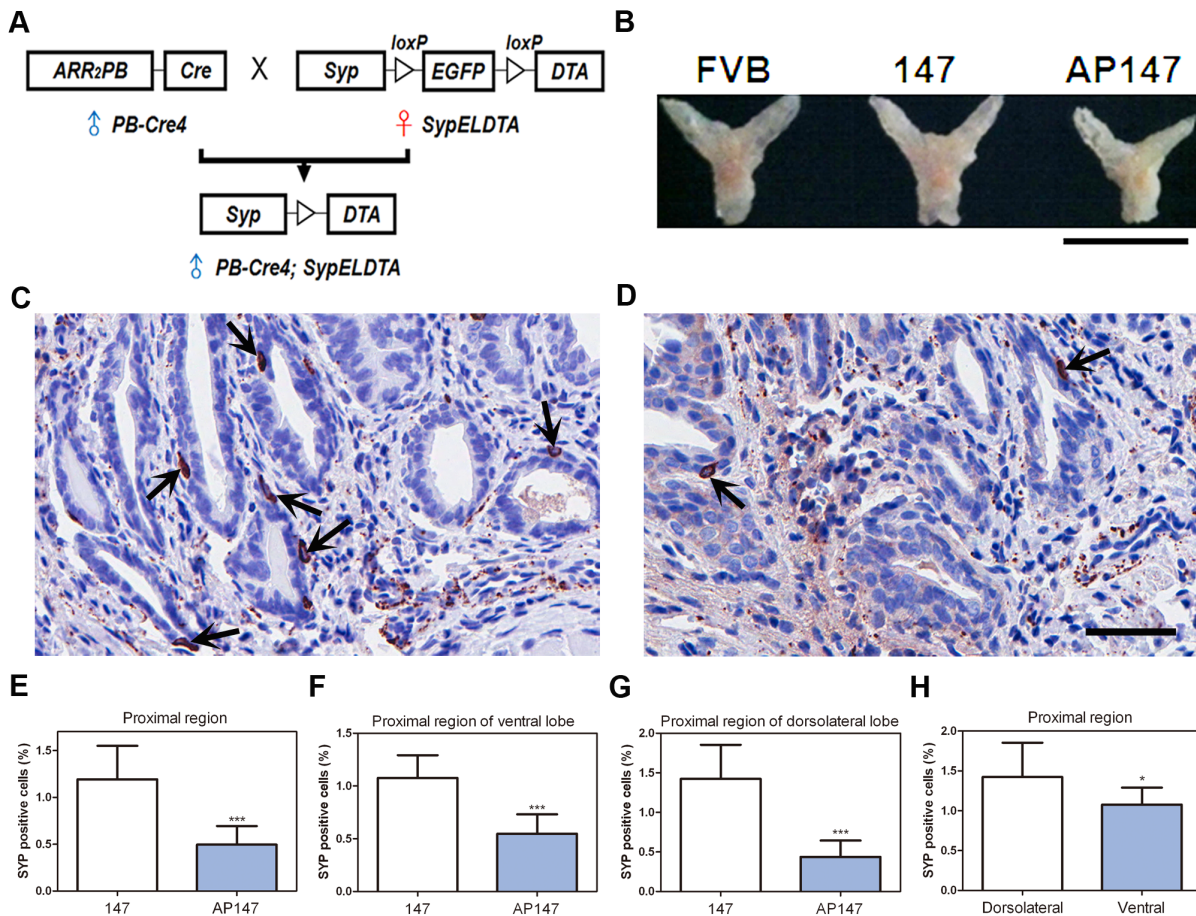 A
loxP loxP
ARR₂PB Cre X Syp EGFP DTA
♂ PB-Cre4 ♀ SypELDTA
Syp DTA
♂ PB-Cre4; SypELDTA
B
FVB 147 AP147
C
D
E
Proximal region
SYP positive cells (%)
1.5
1.0
0.5
0.0
***
147 AP147
F
Proximal region of ventral lobe
SYP positive cells (%)
1.5
1.0
0.5
0.0
***
147 AP147
G
Proximal region of dorsolateral lobe
SYP positive cells (%)
2.0
1.5
1.0
0.5
0.0
***
147 AP147
H
Proximal region
SYP positive cells (%)
2.0
1.5
1.0
0.5
0.0
*
Dorsolateral Ventral